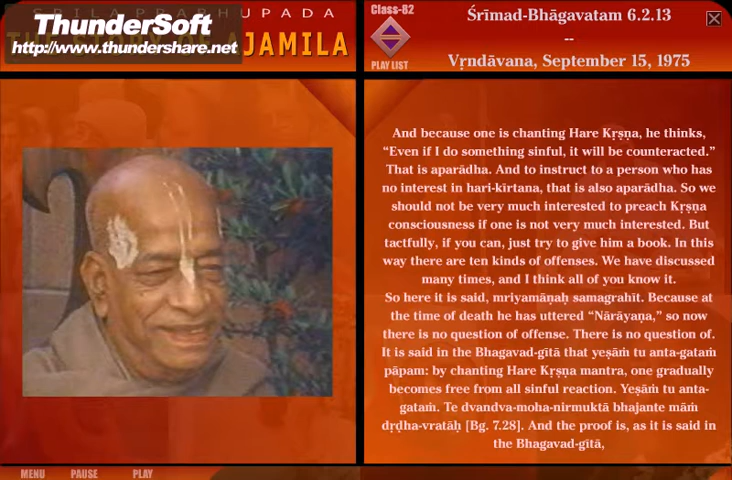 SRILA PRABHUPADA
AJAMILA
ThunderSoft
http://www.thundershare.net
Class-82
PLAY LIST
Śrīmad-Bhāgavatam 6.2.13
--
Vṛndāvana, September 15, 1975
And because one is chanting Hare Kṛṣṇa, he thinks,
“Even if I do something sinful, it will be counteracted.”
That is aparādha. And to instruct to a person who has
no interest in hari-kīrtana, that is also aparādha. So we
should not be very much interested to preach Kṛṣṇa
consciousness if one is not very much interested. But
tactfully, if you can, just try to give him a book. In this
way there are ten kinds of offenses. We have discussed
many times, and I think all of you know it.
So here it is said, mriyamāṇaḥ samagrahīt. Because at
the time of death he has uttered “Nārāyaṇa,” so now
there is no question of offense. There is no question of.
It is said in the Bhagavad-gītā that yeṣāṁ tu anta-gataṁ
pāpam: by chanting Hare Kṛṣṇa mantra, one gradually
becomes free from all sinful reaction. Yeṣāṁ tu anta-
gataṁ. Te dvandva-moha-nirmuktā bhajante māṁ
dṛḍha-vratāḥ [Bg. 7.28]. And the proof is, as it is said in
the Bhagavad-gītā,
MENU
PAUSE
PLAY